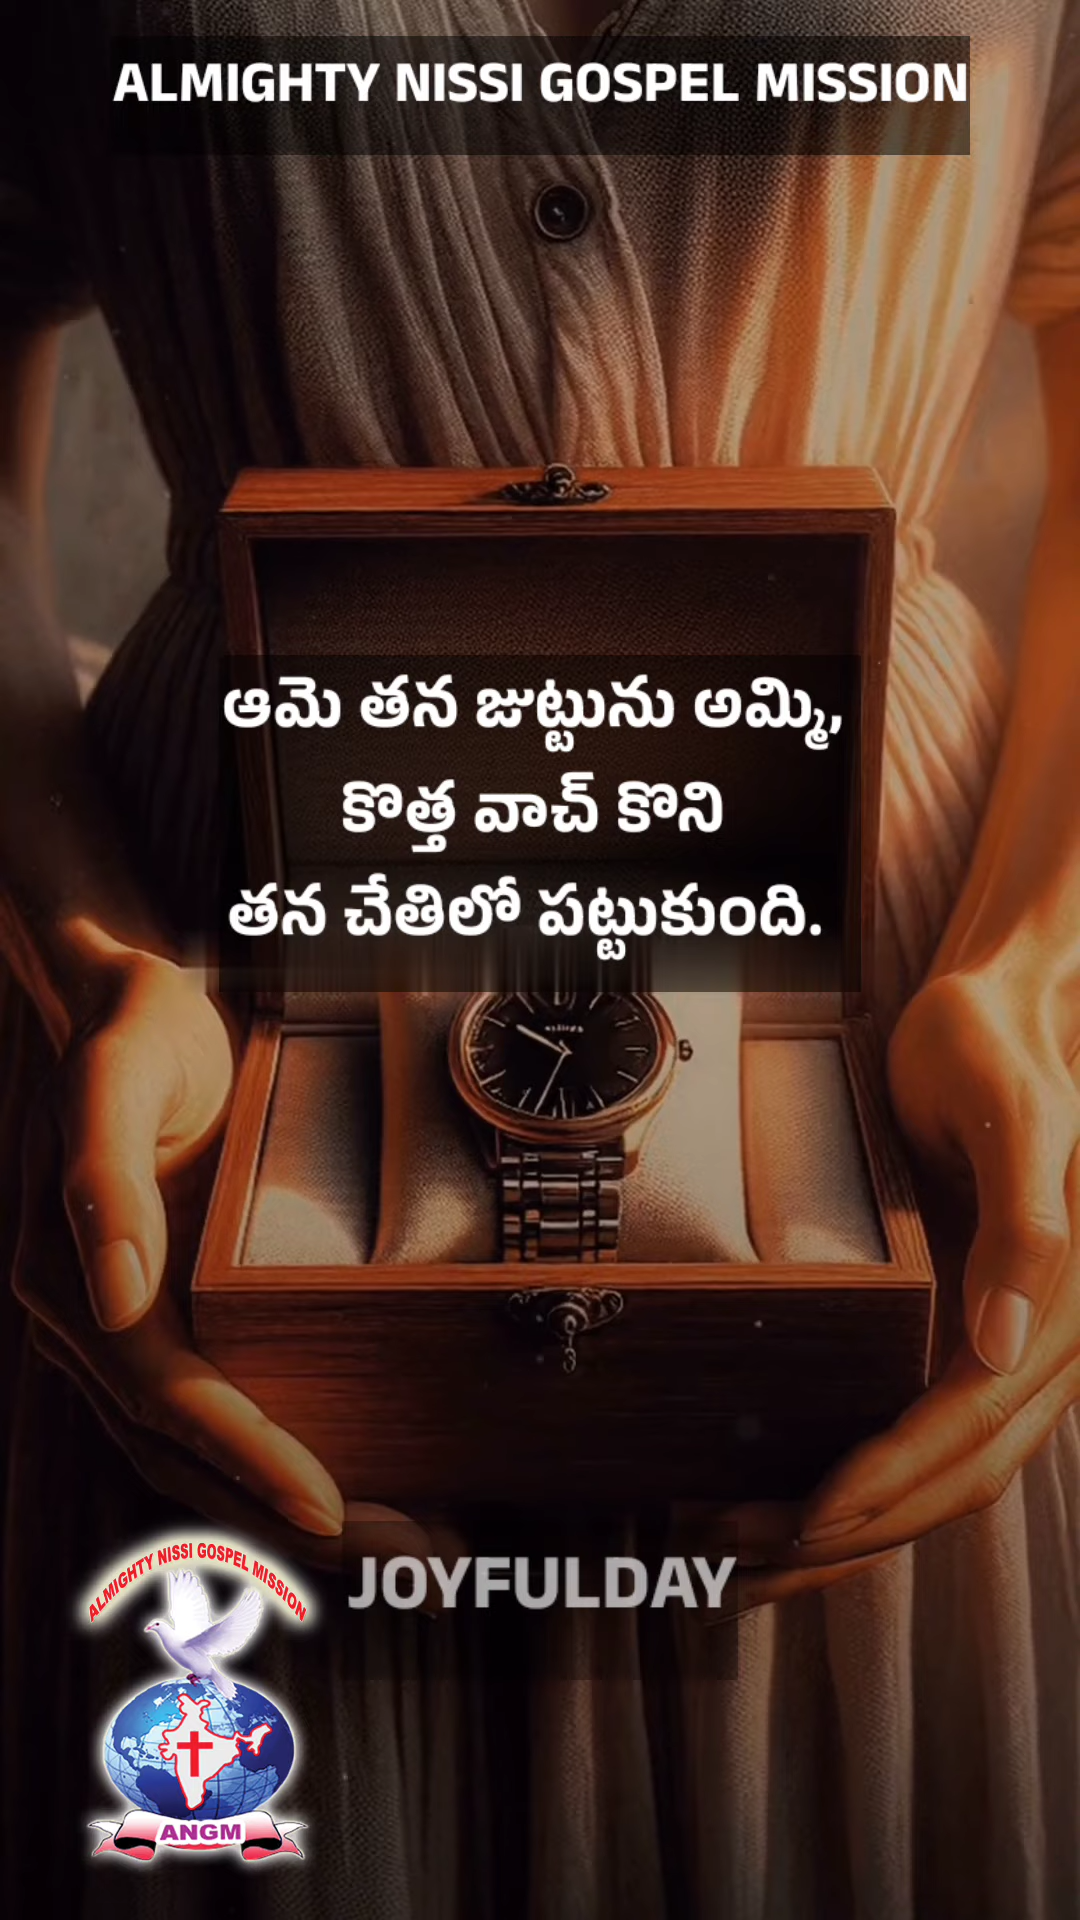 ALMIGHTY NISSI GOSPEL MISSION
ఆమె తన జుట్టును అమ్మి,
కొత్త వాచ్ కొని
తన చేతిలో పట్టుకుంది.
JOYFULDAY
ALMIGHTY NISSI GOSPEL MISSION
ANGM